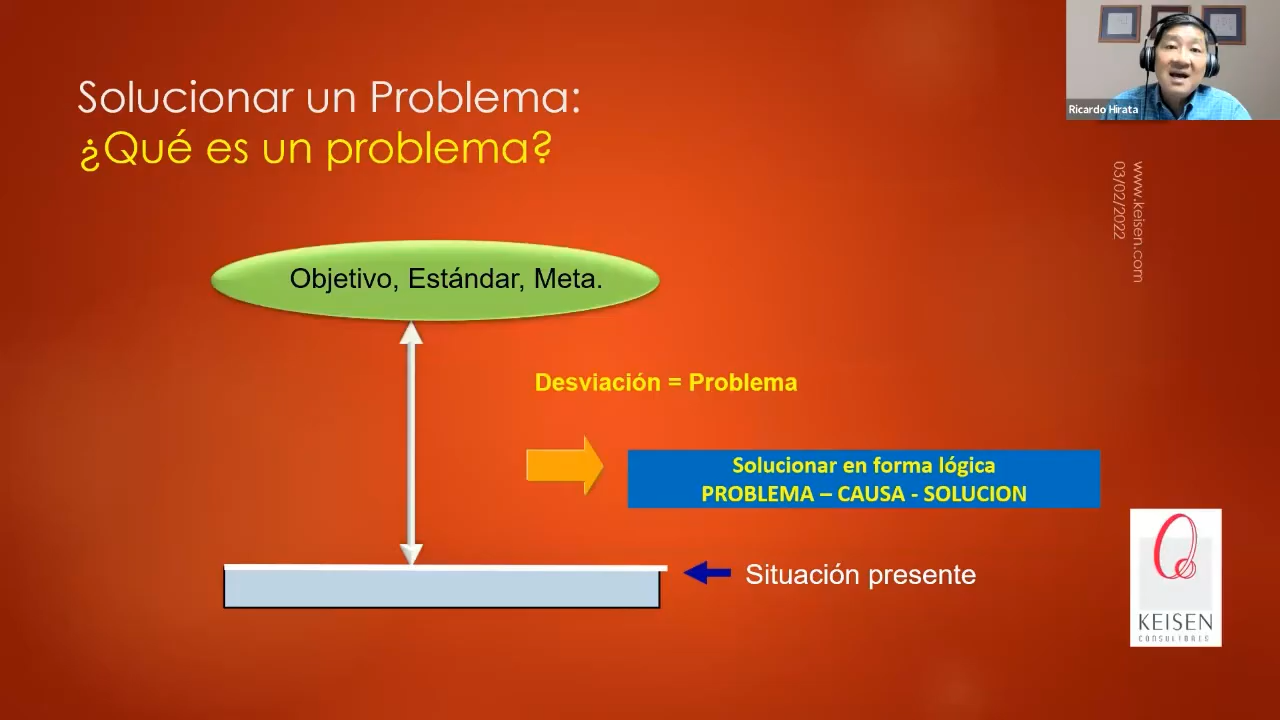 Solucionar un Problema:
¿Qué es un problema?
Ricardo Hirata
www.keisen.com
03/02/2022
Objetivo, Estándar, Meta.
Desviación = Problema
Solucionar en forma lógica
PROBLEMA – CAUSA - SOLUCION
Situación presente
KEISEN
CONSULTORES